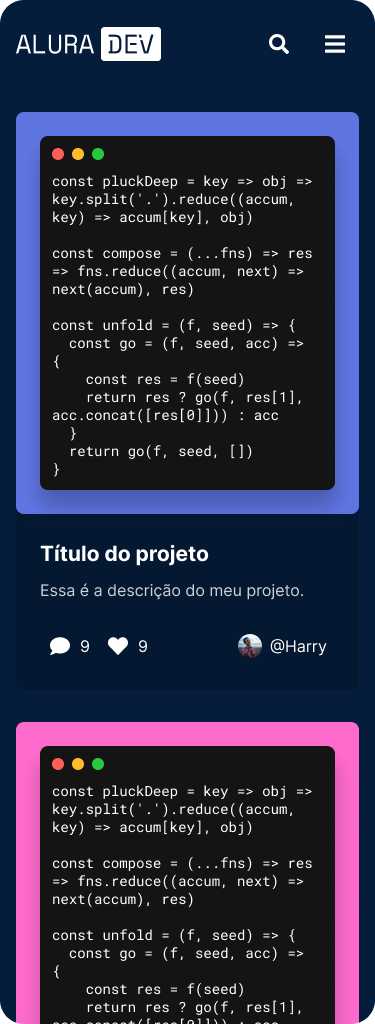 ALURA DEV
const pluckDeep = key => obj =>
key.split('.').reduce((accum,
key) => accum[key], obj)
const compose = (...fns) => res
=> fns.reduce((accum, next) =>
next(accum), res)
const unfold = (f, seed) => {
  const go = (f, seed, acc) =>
{
    const res = f(seed)
    return res ? go(f, res[1],
acc.concat([res[0]])) : acc
  }
  return go(f, seed, [])
}
Título do projeto
Essa é a descrição do meu projeto.
9 9 @Harry
const pluckDeep = key => obj =>
key.split('.').reduce((accum,
key) => accum[key], obj)
const compose = (...fns) => res
=> fns.reduce((accum, next) =>
next(accum), res)
const unfold = (f, seed) => {
  const go = (f, seed, acc) =>
{
    const res = f(seed)
    return res ? go(f, res[1],